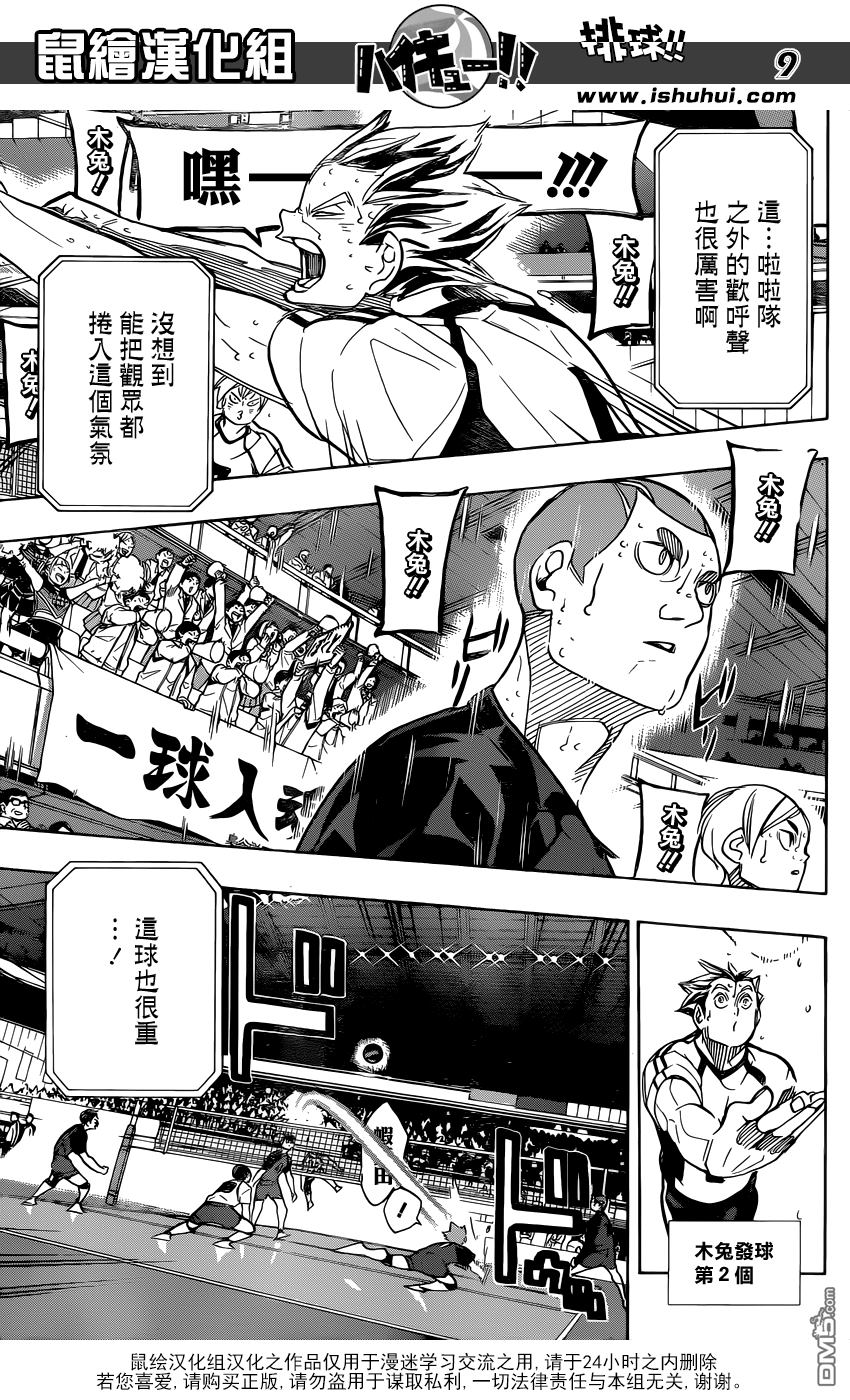 鼠繪漢化組
ハイキュー!!
排球!!
9
www.ishuhui.com
這…啦啦隊
之外的歡呼聲
也很厲害啊
木兔!!
嘿——!!!
木兔!!
沒想到
能把觀眾都
捲入這個氣氛
木兔!!
木兔!!
木兔!!
ビ
ビ
一球入
木兔!!
木兔發球
第2個
這球也很重
…!
ド
ド
蝦田
!
DM5.com
鼠绘汉化组汉化之作品仅用于漫迷学习交流之用, 请于24小时之内删除
若您喜爱, 请购买正版, 请勿用于谋取私利, 一切法律责任与本组无关, 谢谢。